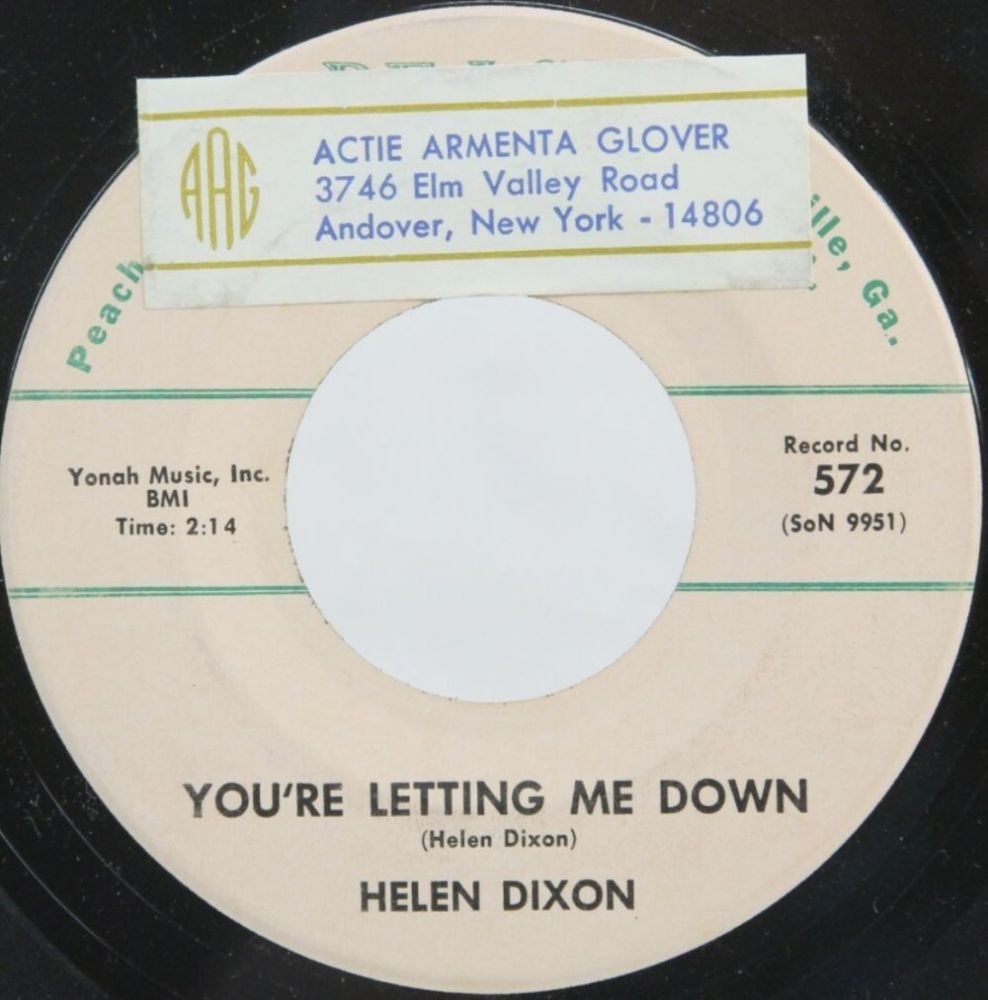 AAG
ACTIE ARMENTA GLOVER
3746 Elm Valley Road
Andover, New York - 14806
Peach
ille, Ga.
Yonah Music, Inc.
BMI
Time: 2:14
Record No.
572
(SoN 9951)
YOU'RE LETTING ME DOWN
(Helen Dixon)
HELEN DIXON